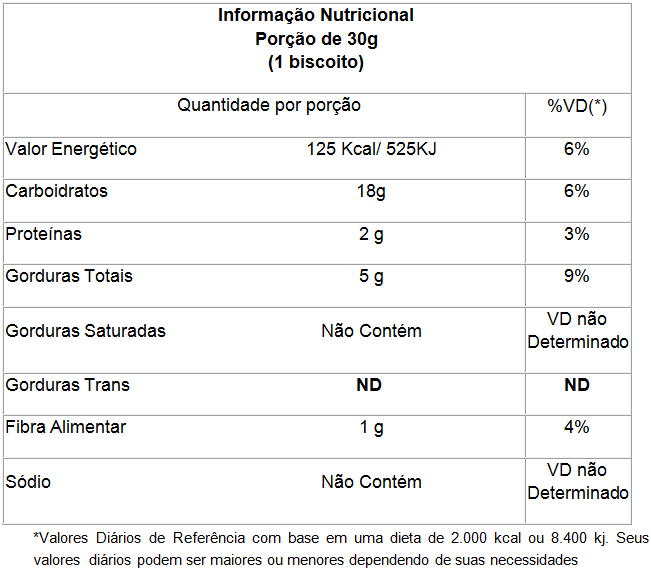 Informação Nutricional
Porção de 30g
(1 biscoito)
Quantidade por porção %VD(*)
Valor Energético 125 Kcal/ 525KJ 6%
Carboidratos 18g 6%
Proteínas 2 g 3%
Gorduras Totais 5 g 9%
Gorduras Saturadas Não Contém VD não
Determinado
Gorduras Trans ND ND
Fibra Alimentar 1 g 4%
Sódio Não Contém VD não
Determinado
*Valores Diários de Referência com base em uma dieta de 2.000 kcal ou 8.400 kj. Seus
valores diários podem ser maiores ou menores dependendo de suas necessidades